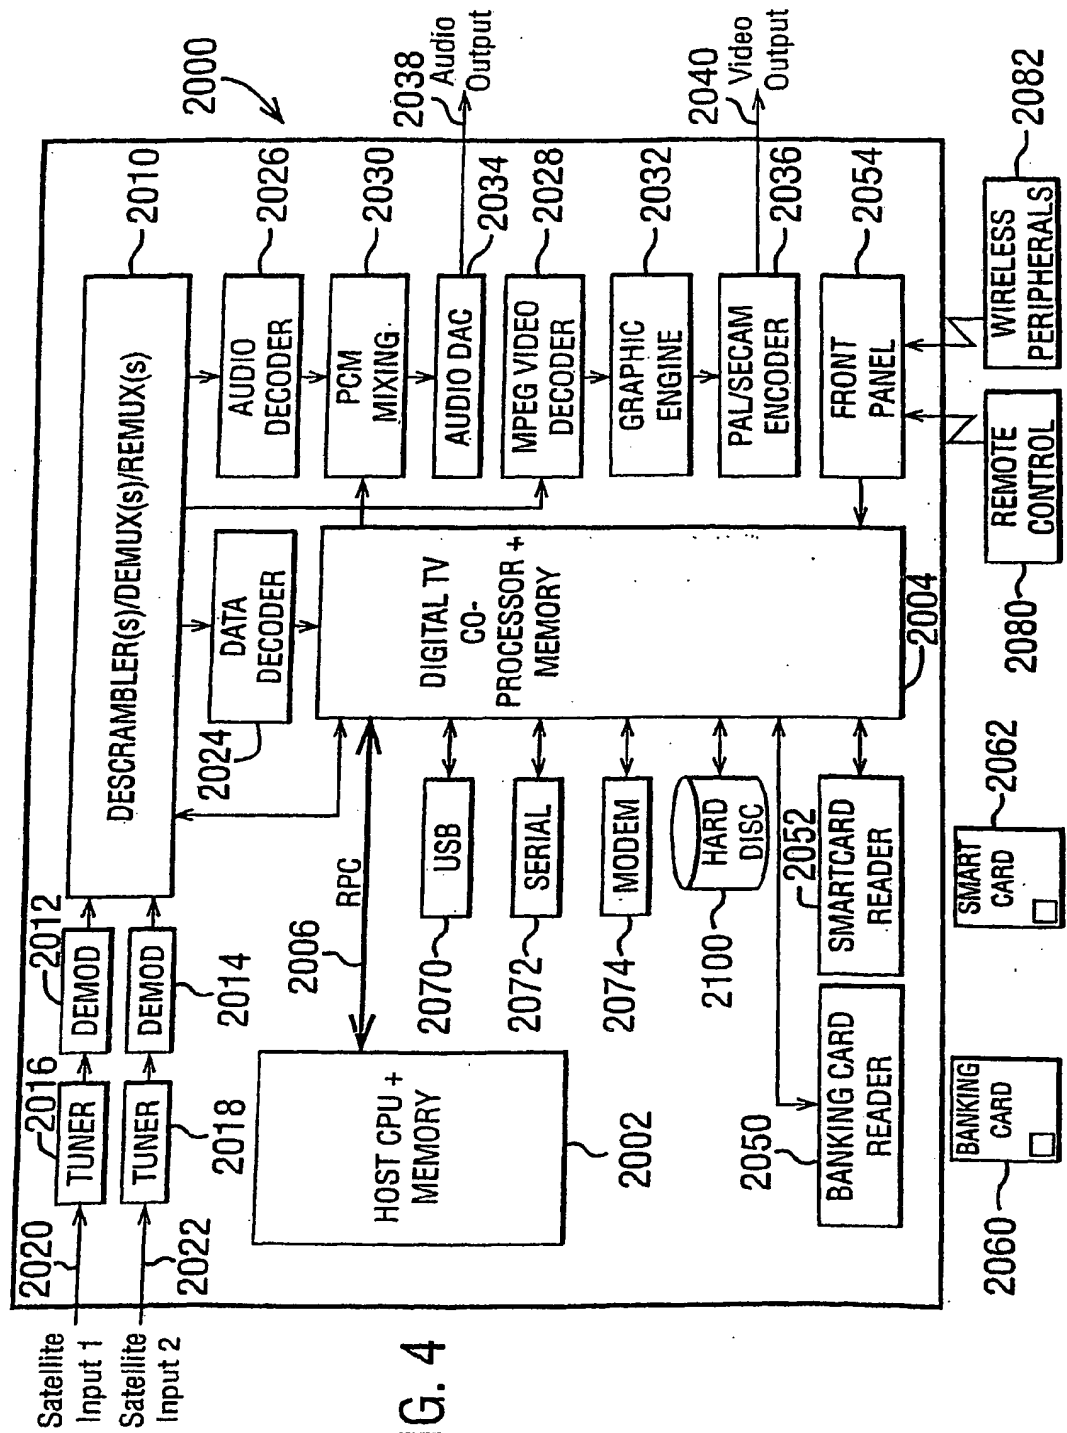 2000
Satellite
Input 1
2020
2016
TUNER
2012
DEMOD
Satellite
Input 2
2022
TUNER
2018
DEMOD
2014
DESCRAMBLER(s)/DEMUX(s)/REMUX(s)
2010
2024
DATA
DECODER
AUDIO
DECODER
2026
PCM
MIXING
2030
AUDIO DAC
2034
2038
Audio
Output
MPEG VIDEO
DECODER
2028
GRAPHIC
ENGINE
2032
PAL/SECAM
ENCODER
2036
2040
Video
Output
FRONT
PANEL
2054
HOST CPU +
MEMORY
2002
2006
RPC
DIGITAL TV
CO-
PROCESSOR +
MEMORY
2004
2070
USB
2072
SERIAL
2074
MODEM
2100
HARD
DISC
2050
BANKING CARD
READER
2052
SMARTCARD
READER
2060
BANKING
CARD
SMART
CARD
2062
2080
REMOTE
CONTROL
WIRELESS
PERIPHERALS
2082
G. 4